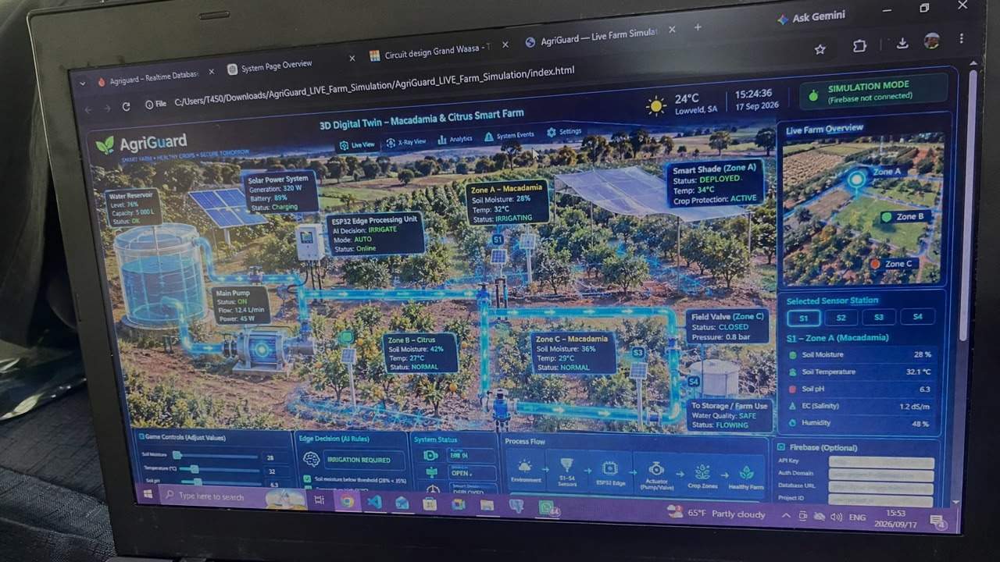 Ask Gemini
Agriguard – Realtime Databas
System Page Overview
Circuit design Grand Waasa - T
AgriGuard — Live Farm Simulat
File
C:/Users/T450/Downloads/AgriGuard_LIVE_Farm_Simulation/AgriGuard_LIVE_Farm_Simulation/index.html
AgriGuard
SMART FARM • HEALTHY CROPS • SECURE TOMORROW
3D Digital Twin – Macadamia & Citrus Smart Farm
Live View
X-Ray View
Analytics
System Events
Settings
24°C
Lowveld, SA
15:24:36
17 Sep 2026
SIMULATION MODE
(Firebase not connected)
Water Reservoir
Level: 76%
Capacity: 5 000 L
Status: OK
Solar Power System
Generation: 320 W
Battery: 89%
Status: Charging
ESP32 Edge Processing Unit
AI Decision: IRRIGATE
Mode: AUTO
Status: Online
Zone A – Macadamia
Soil Moisture: 28%
Temp: 32°C
Status: IRRIGATING
S1
Smart Shade (Zone A)
Status: DEPLOYED
Temp: 34°C
Crop Protection: ACTIVE
Main Pump
Status: ON
Flow: 12.4 L/min
Power: 45 W
Zone B – Citrus
Soil Moisture: 42%
Temp: 27°C
Status: NORMAL
Zone C – Macadamia
Soil Moisture: 36%
Temp: 29°C
Status: NORMAL
S3
Field Valve (Zone C)
Status: CLOSED
Pressure: 0.8 bar
S4
To Storage / Farm Use
Water Quality: SAFE
Status: FLOWING
Live Farm Overview
Zone A
Zone B
Zone C
Selected Sensor Station
S1 S2 S3 S4
S1 – Zone A (Macadamia)
Soil Moisture 28 %
Soil Temperature 32.1 °C
Soil pH 6.3
EC (Salinity) 1.2 dS/m
Humidity 48 %
Game Controls (Adjust Values)
Soil Moisture 28
Temperature (°C) 32
Soil pH 6.3
Edge Decision (AI Rules)
IRRIGATION REQUIRED
Soil moisture below threshold (28% < 35%)
System Status
Pump
OPEN
DEPLOYED
Process Flow
Environment
S1–S4
Sensors
ESP32 Edge
Actuator
(Pump/Valve)
Crop Zones
Healthy Farm
Firebase (Optional)
API Key
Auth Domain
Database URL
Project ID
Type here to search
65°F Partly cloudy
ENG
15:53
2026/09/17